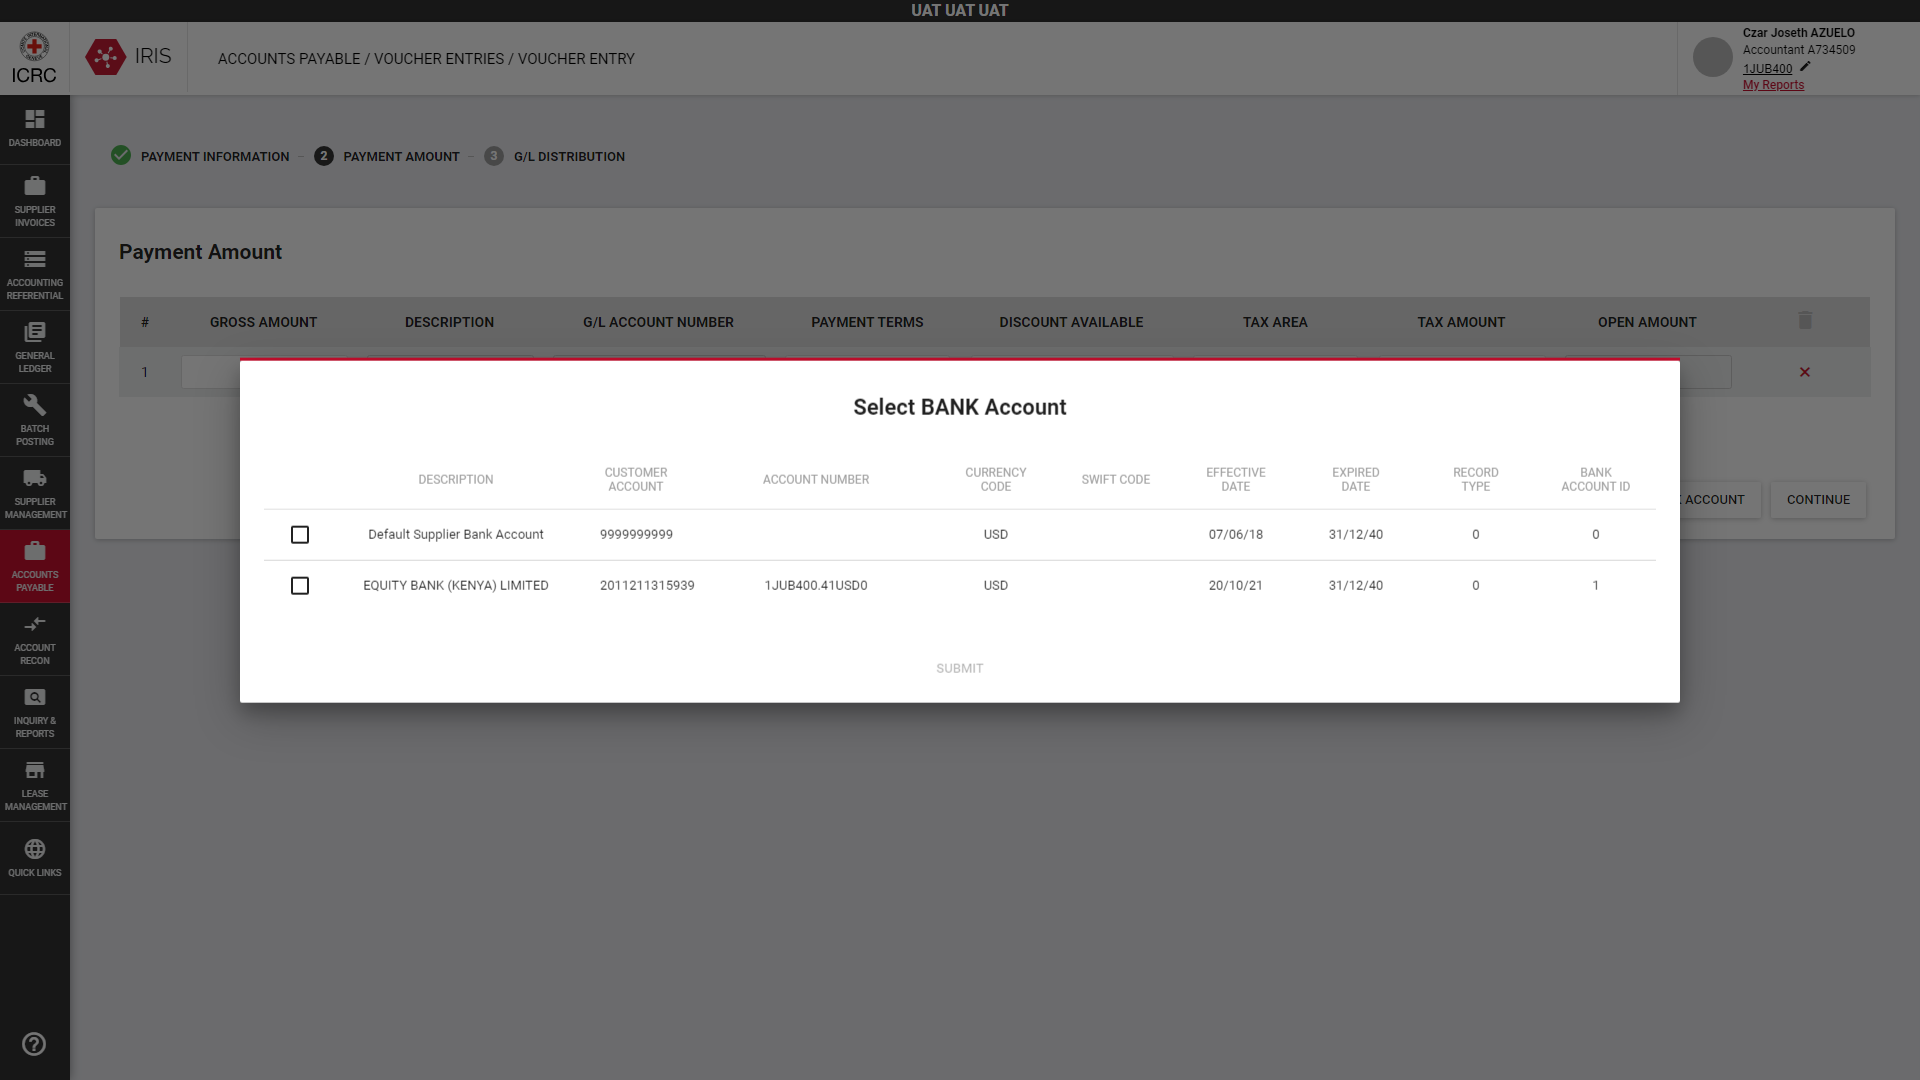 UAT UAT UAT
ICRC
IRIS
ACCOUNTS PAYABLE / VOUCHER ENTRIES / VOUCHER ENTRY
Czar Joseth AZUELO
Accountant A734509
1JUB400
My Reports
DASHBOARD
SUPPLIER
INVOICES
ACCOUNTING
REFERENTIAL
GENERAL
LEDGER
BATCH
POSTING
SUPPLIER
MANAGEMENT
ACCOUNTS
PAYABLE
ACCOUNT
RECON
INQUIRY &
REPORTS
LEASE
MANAGEMENT
QUICK LINKS
PAYMENT INFORMATION
2 PAYMENT AMOUNT
3 G/L DISTRIBUTION
Payment Amount
# GROSS AMOUNT DESCRIPTION G/L ACCOUNT NUMBER PAYMENT TERMS DISCOUNT AVAILABLE TAX AREA TAX AMOUNT OPEN AMOUNT
1
ACCOUNT
CONTINUE
Select BANK Account
DESCRIPTION
CUSTOMER
ACCOUNT
ACCOUNT NUMBER
CURRENCY
CODE
SWIFT CODE
EFFECTIVE
DATE
EXPIRED
DATE
RECORD
TYPE
BANK
ACCOUNT ID
Default Supplier Bank Account 9999999999 USD 07/06/18 31/12/40 0 0
EQUITY BANK (KENYA) LIMITED 2011211315939 1JUB400.41USD0 USD 20/10/21 31/12/40 0 1
SUBMIT